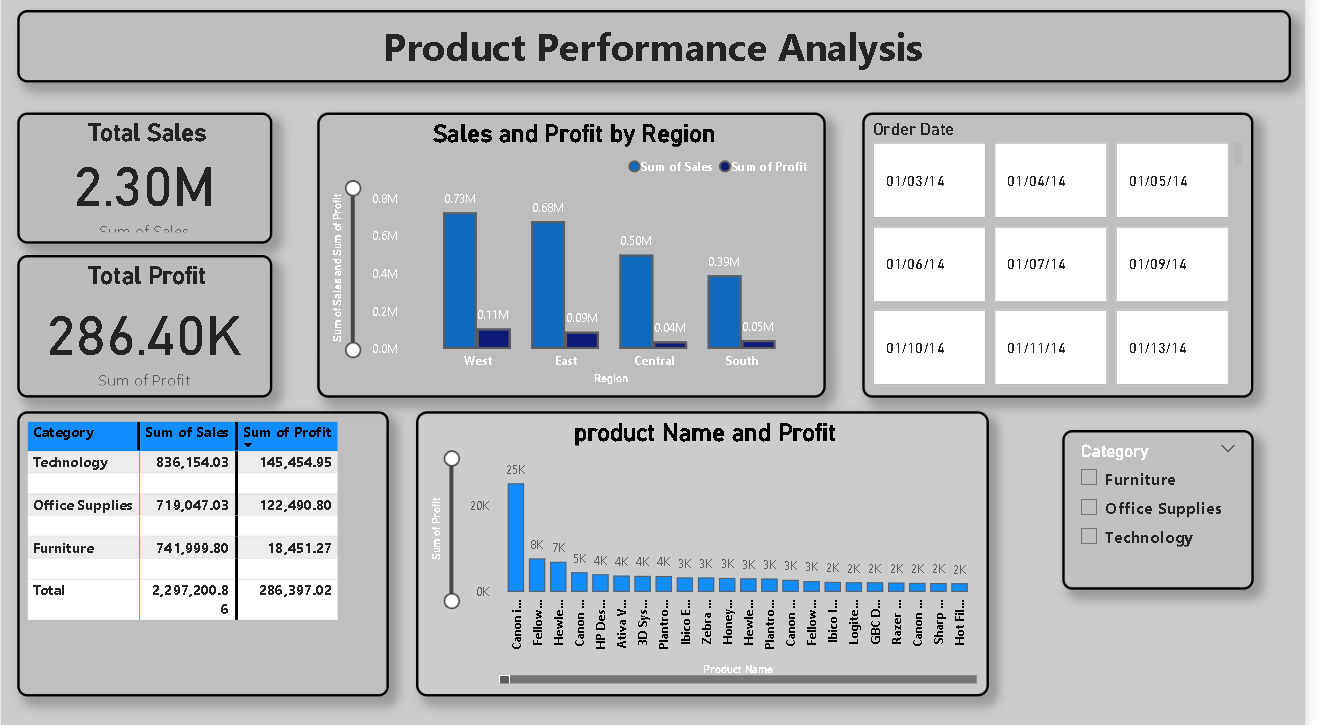 Product Performance Analysis
Total Sales
2.30M
Sum of Sales
Total Profit
286.40K
Sum of Profit
Sales and Profit by Region
Sum of Sales Sum of Profit
Sum of Sales and Sum of Profit
0.8M
0.6M
0.4M
0.2M
0.0M
0.73M 0.11M
0.68M 0.09M
0.50M 0.04M
0.39M 0.05M
West East Central South
Region
Order Date
01/03/14 01/04/14 01/05/14
01/06/14 01/07/14 01/09/14
01/10/14 01/11/14 01/13/14
Category Sum of Sales Sum of Profit
Technology 836,154.03 145,454.95
Office Supplies 719,047.03 122,490.80
Furniture 741,999.80 18,451.27
Total 2,297,200.8 286,397.02
6
product Name and Profit
Sum of Profit
20K
0K
25K 8K 7K 5K 4K 4K 4K 4K 3K 3K 3K 3K 3K 3K 3K 2K 2K 2K 2K 2K 2K 2K
Canon i...
Fellow...
Hewle...
Canon ...
HP Des...
Ativa V...
3D Sys...
Plantro...
Ibico E...
Zebra ...
Honey...
Hewle...
Plantro...
Canon ...
Fellow...
Ibico I...
Logite...
GBC D...
Razer ...
Canon ...
Sharp ...
Hot Fil...
Product Name
Category
Furniture
Office Supplies
Technology